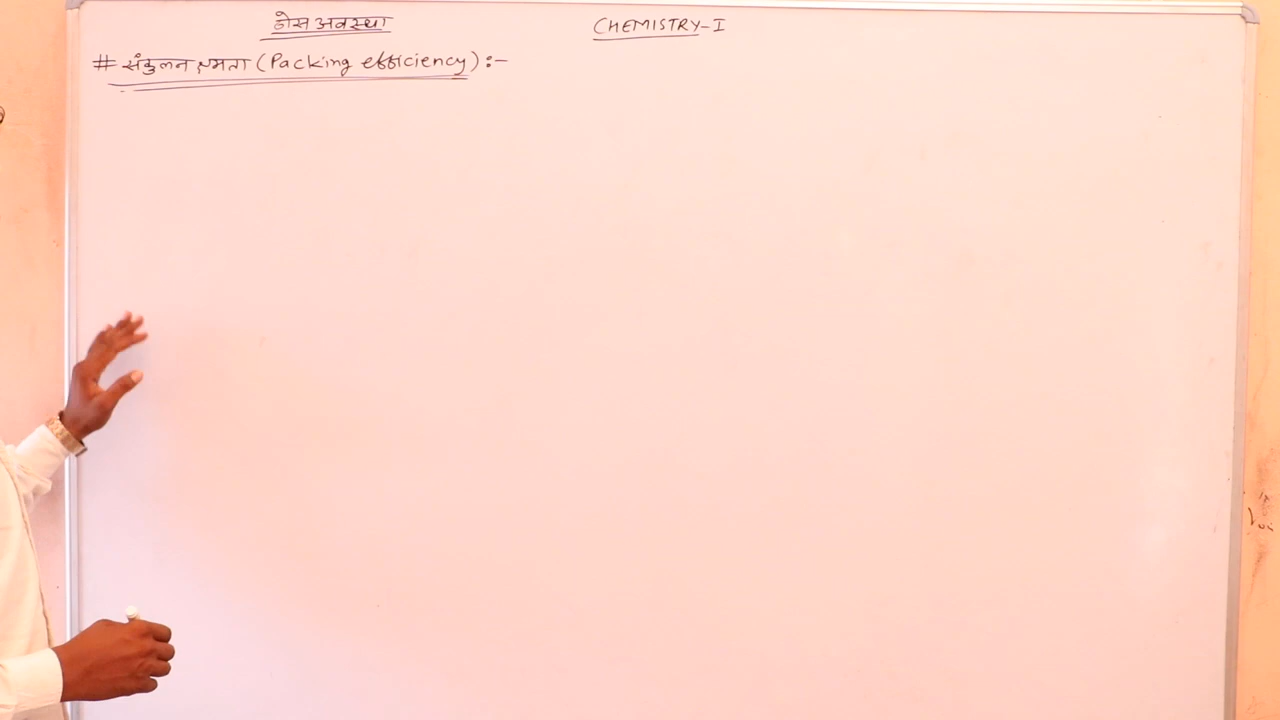 ठोस अवस्था CHEMISTRY-I
# संकुलन क्षमता (Packing efficiency) :-